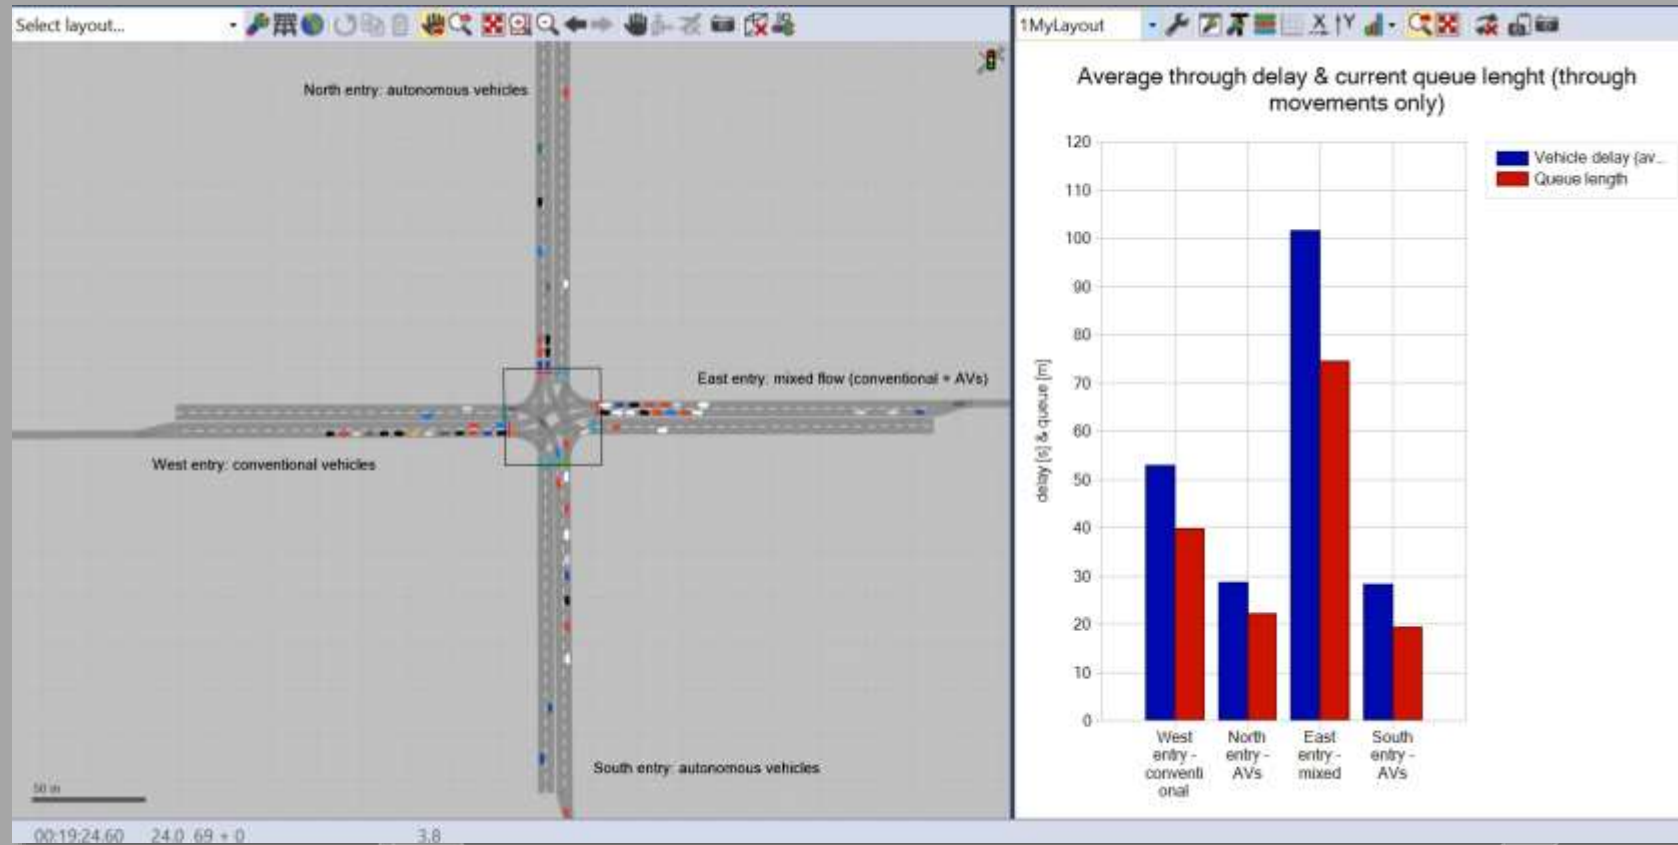 Select layout...
North entry: autonomous vehicles
East entry: mixed flow (conventional + AVs)
West entry: conventional vehicles
South entry: autonomous vehicles
50 m
00:19:24.60 24.0 69 + 0 3.8
1MyLayout
Average through delay & current queue lenght (through
movements only)
Vehicle delay (av...
Queue length
delay [s] & queue [m]
120
110
100
90
80
70
60
50
40
30
20
10
0
West
entry -
conventi
onal
North
entry -
AVs
East
entry -
mixed
South
entry -
AVs